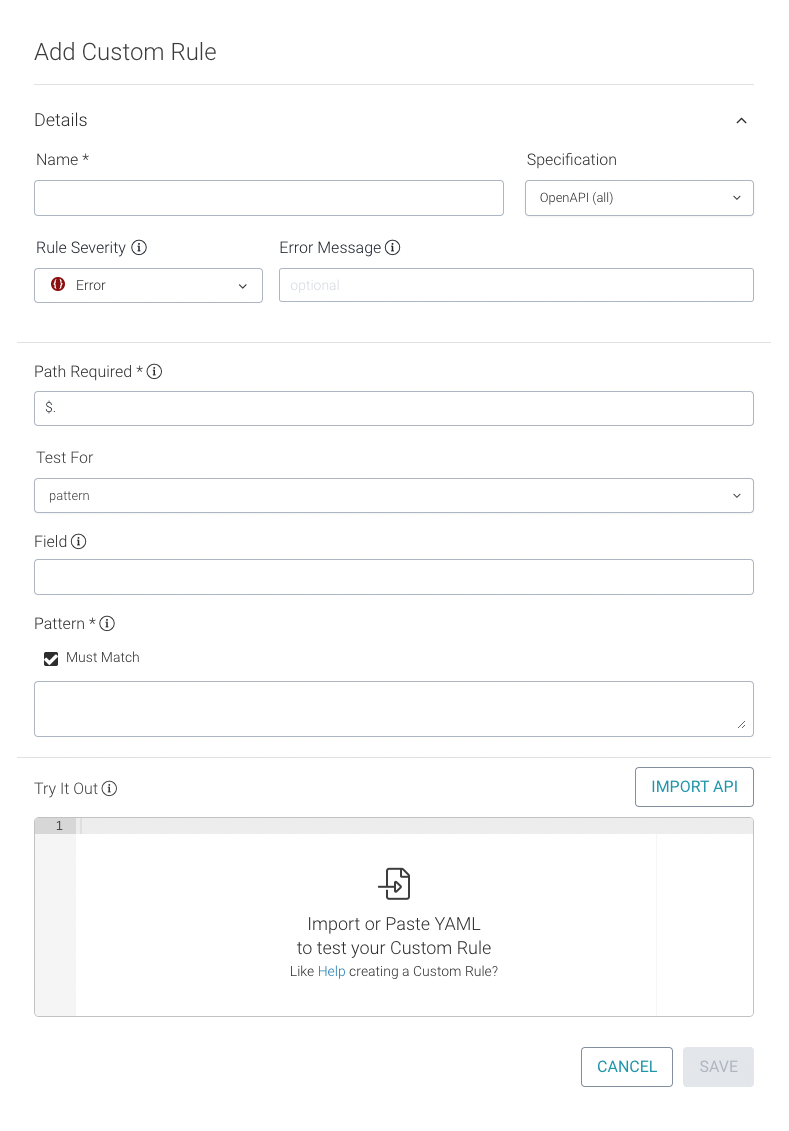 Add Custom Rule
Details
Name *
Specification
OpenAPI (all)
Rule Severity
Error Message
Error
optional
Path Required *
$.
Test For
pattern
Field
Pattern *
Must Match
Try It Out
IMPORT API
1
Import or Paste YAML
to test your Custom Rule
Like Help creating a Custom Rule?
CANCEL
SAVE